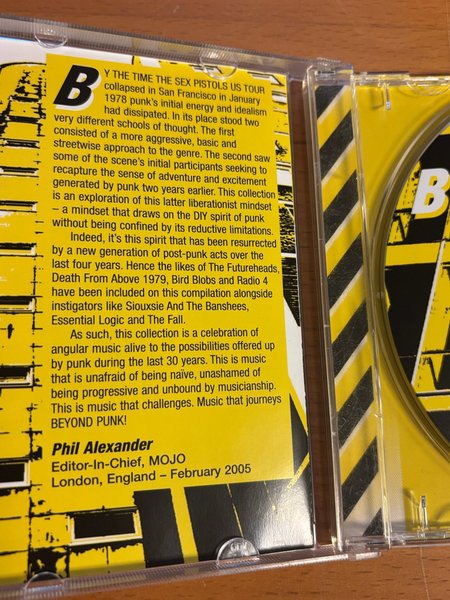 BY THE TIME THE SEX PISTOLS US TOUR
collapsed in San Francisco in January
1978 punk's initial energy and idealism
had dissipated. In its place stood two
very different schools of thought. The first
consisted of a more aggressive, basic and
streetwise approach to the genre. The second saw
some of the scene's initial participants seeking to
recapture the sense of adventure and excitement
generated by punk two years earlier. This collection
is an exploration of this latter liberationist mindset
– a mindset that draws on the DIY spirit of punk
without being confined by its reductive limitations.
Indeed, it's this spirit that has been resurrected
by a new generation of post-punk acts over the
last four years. Hence the likes of The Futureheads,
Death From Above 1979, Bird Blobs and Radio 4
have been included on this compilation alongside
instigators like Siouxsie And The Banshees,
Essential Logic and The Fall.
As such, this collection is a celebration of
angular music alive to the possibilities offered up
by punk during the last 30 years. This is music
that is unafraid of being naïve, unashamed of
being progressive and unbound by musicianship.
This is music that challenges. Music that journeys
BEYOND PUNK!
Phil Alexander
Editor-In-Chief, MOJO
London, England – February 2005
B